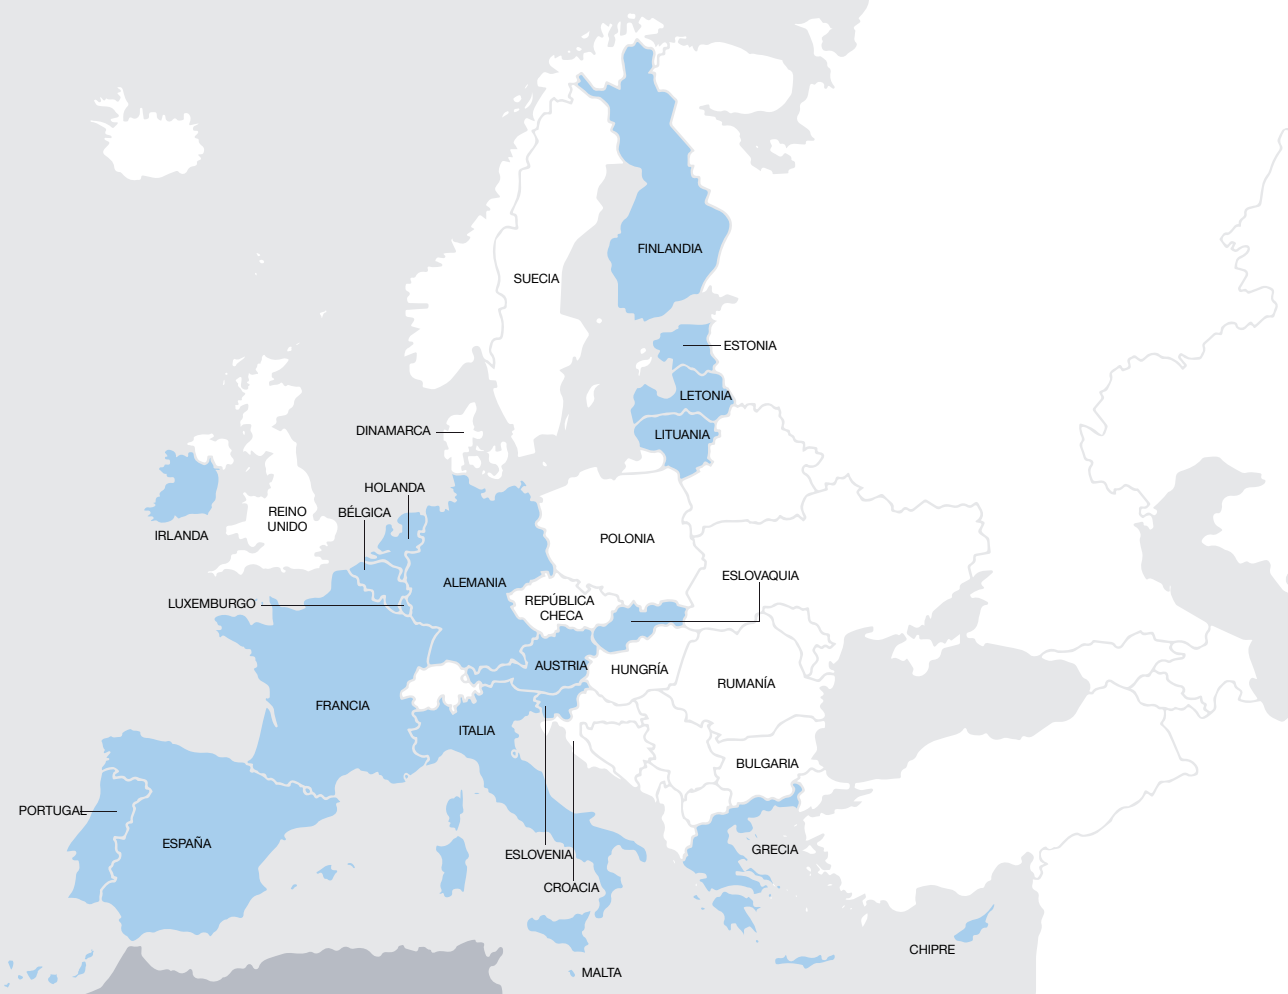 FINLANDIA
SUECIA
ESTONIA
LETONIA
DINAMARCA
LITUANIA
HOLANDA
BÉLGICA
REINO
UNIDO
IRLANDA
POLONIA
ALEMANIA
ESLOVAQUIA
LUXEMBURGO
REPÚBLICA
CHECA
AUSTRIA
HUNGRÍA
RUMANÍA
FRANCIA
ITALIA
BULGARIA
PORTUGAL
ESPAÑA
GRECIA
ESLOVENIA
CROACIA
CHIPRE
MALTA